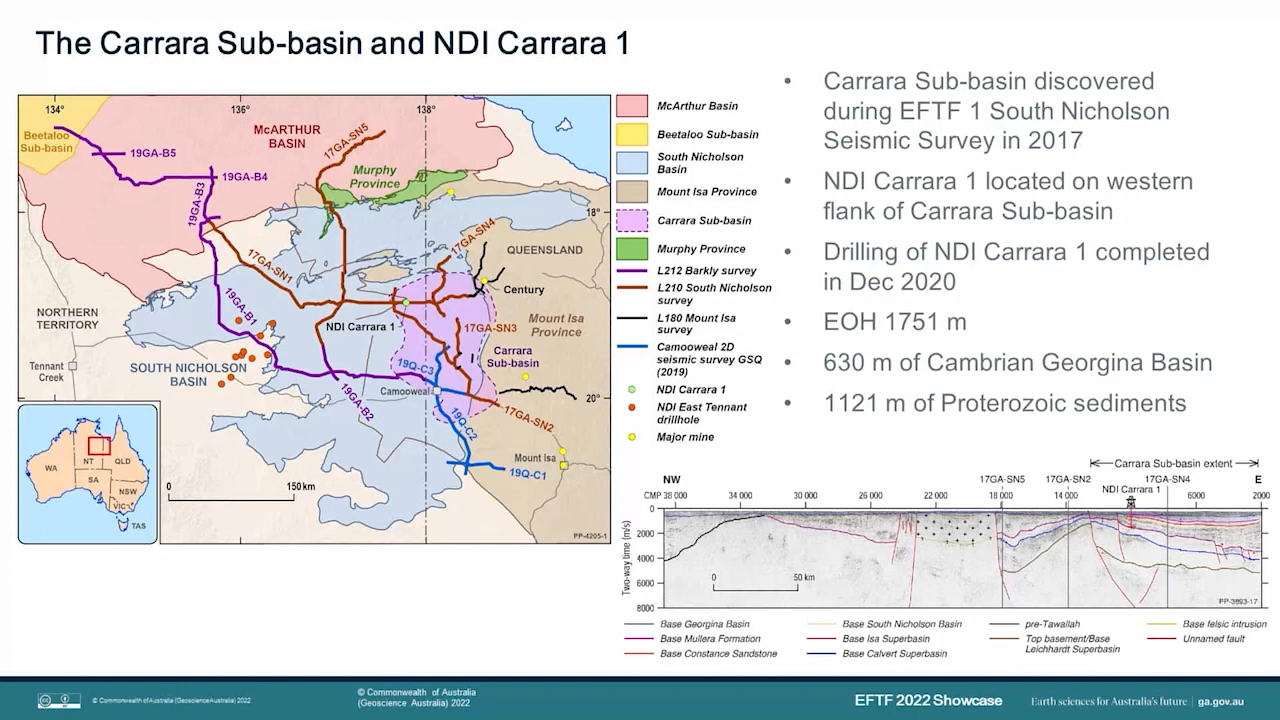 The Carrara Sub-basin and NDI Carrara 1
134°
136°
138°
Beetaloo
Sub-basin
McARTHUR
BASIN
17GA-SN5
19GA-B5
19GA-B4
19GA-B3
Murphy
Province
18°
17GA-SN4
QUEENSLAND
17GA-SN1
Century
19GA-B1
NORTHERN
TERRITORY
NDI Carrara 1
Mount Isa
Province
17GA-SN3
Carrara
Sub-basin
Tennant
Creek
SOUTH NICHOLSON
BASIN
19Q-C3
Camooweal
19GA-B2
20°
17GA-SN2
19Q-C2
Mount Isa
19Q-C1
WA
NT
QLD
SA
NSW
VIC
TAS
0
150 km
PP-4205-1
McArthur Basin
Beetaloo Sub-basin
South Nicholson
Basin
Mount Isa Province
Carrara Sub-basin
Murphy Province
L212 Barkly survey
L210 South Nicholson
survey
L180 Mount Isa
survey
Camooweal 2D
seismic survey GSQ
(2019)
NDI Carrara 1
NDI East Tennant
drillhole
Major mine
• Carrara Sub-basin discovered
during EFTF 1 South Nicholson
Seismic Survey in 2017
• NDI Carrara 1 located on western
flank of Carrara Sub-basin
• Drilling of NDI Carrara 1 completed
in Dec 2020
• EOH 1751 m
• 630 m of Cambrian Georgina Basin
• 1121 m of Proterozoic sediments
Carrara Sub-basin extent
NW
17GA-SN5
17GA-SN2
17GA-SN4
E
NDI Carrara 1
CMP 38 000
34 000
30 000
26 000
22 000
18 000
14 000
6000
2000
Two-way time (m/s)
0
2000
4000
6000
8000
0
50 km
PP-3893-17
Base Georgina Basin
Base South Nicholson Basin
pre-Tawallah
Base felsic intrusion
Base Mullera Formation
Base Isa Superbasin
Top basement/Base
Leichhardt Superbasin
Unnamed fault
Base Constance Sandstone
Base Calvert Superbasin
© Commonwealth of Australia (Geoscience Australia) 2022
© Commonwealth of Australia
(Geoscience Australia) 2022
EFTF 2022 Showcase
Earth sciences for Australia's future | ga.gov.au